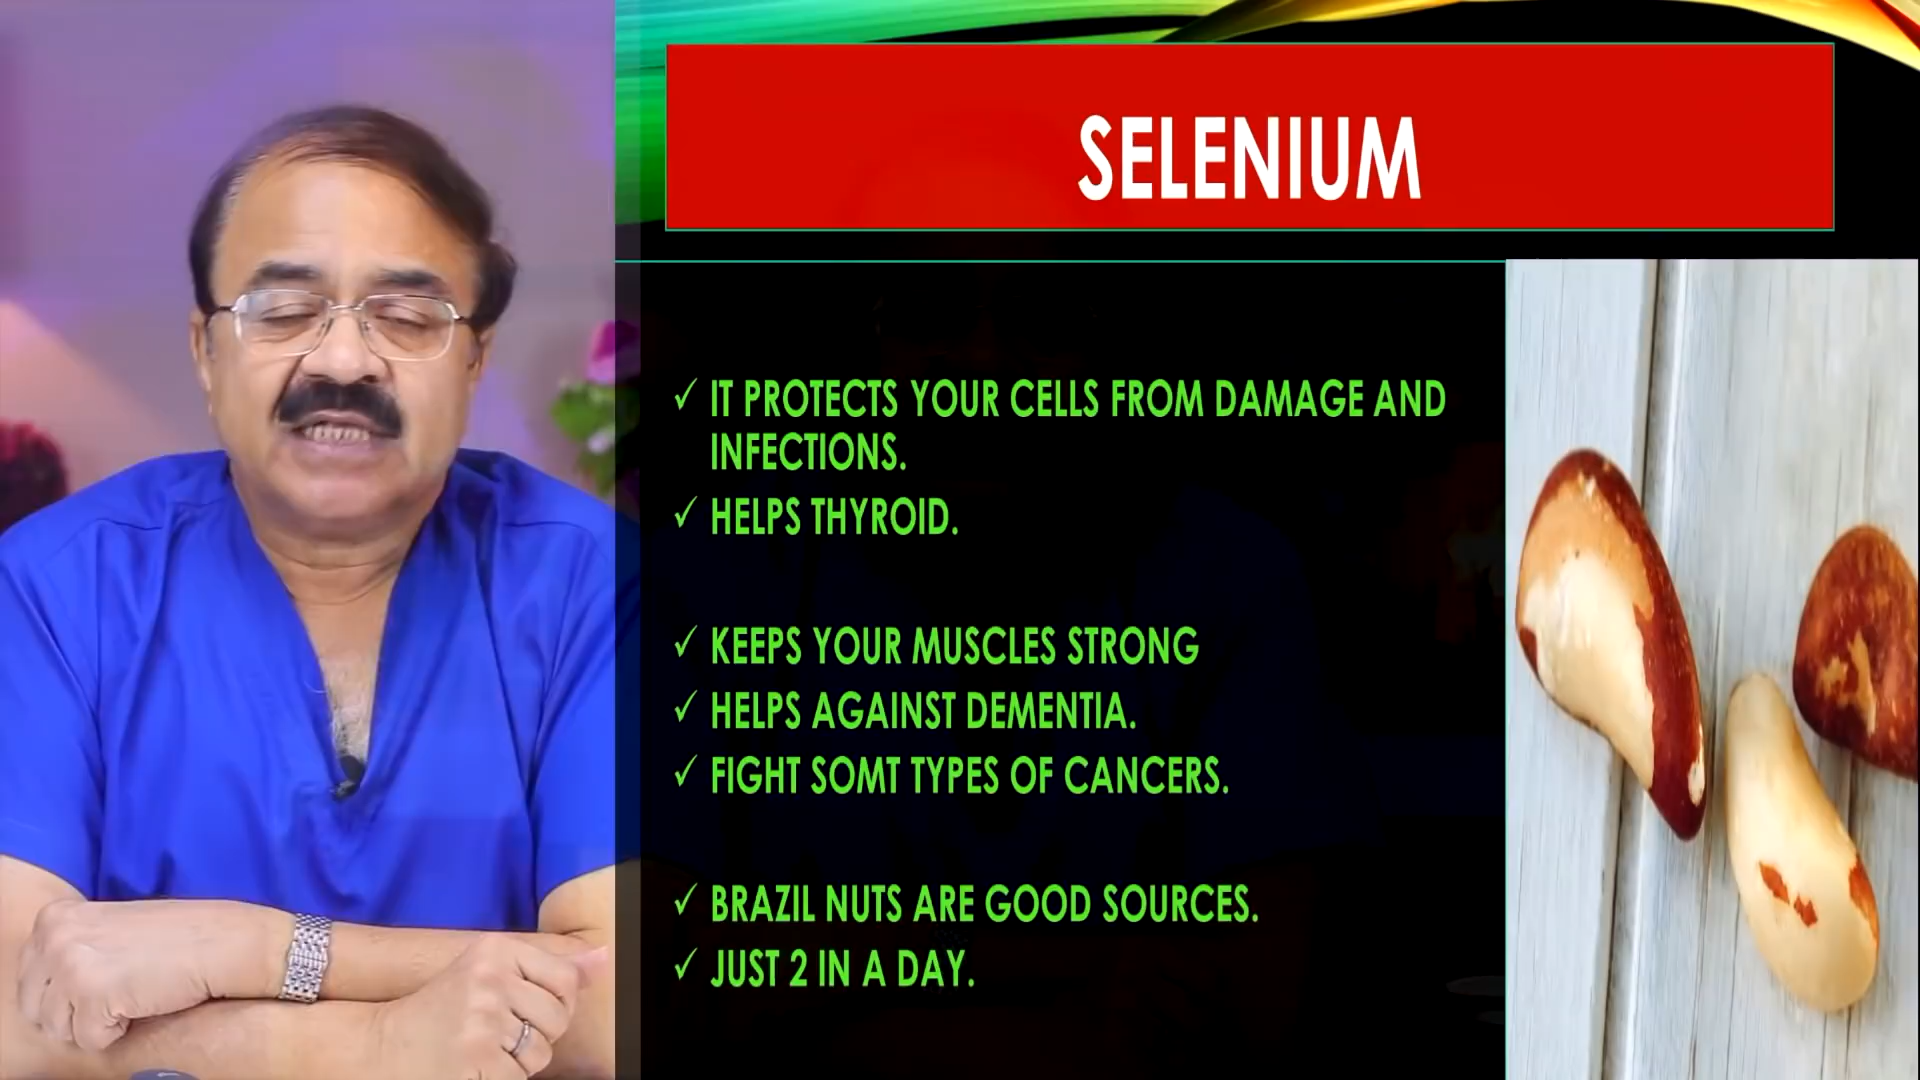 SELENIUM
✓ IT PROTECTS YOUR CELLS FROM DAMAGE AND
INFECTIONS.
✓ HELPS THYROID.
✓ KEEPS YOUR MUSCLES STRONG
✓ HELPS AGAINST DEMENTIA.
✓ FIGHT SOMT TYPES OF CANCERS.
✓ BRAZIL NUTS ARE GOOD SOURCES.
✓ JUST 2 IN A DAY.